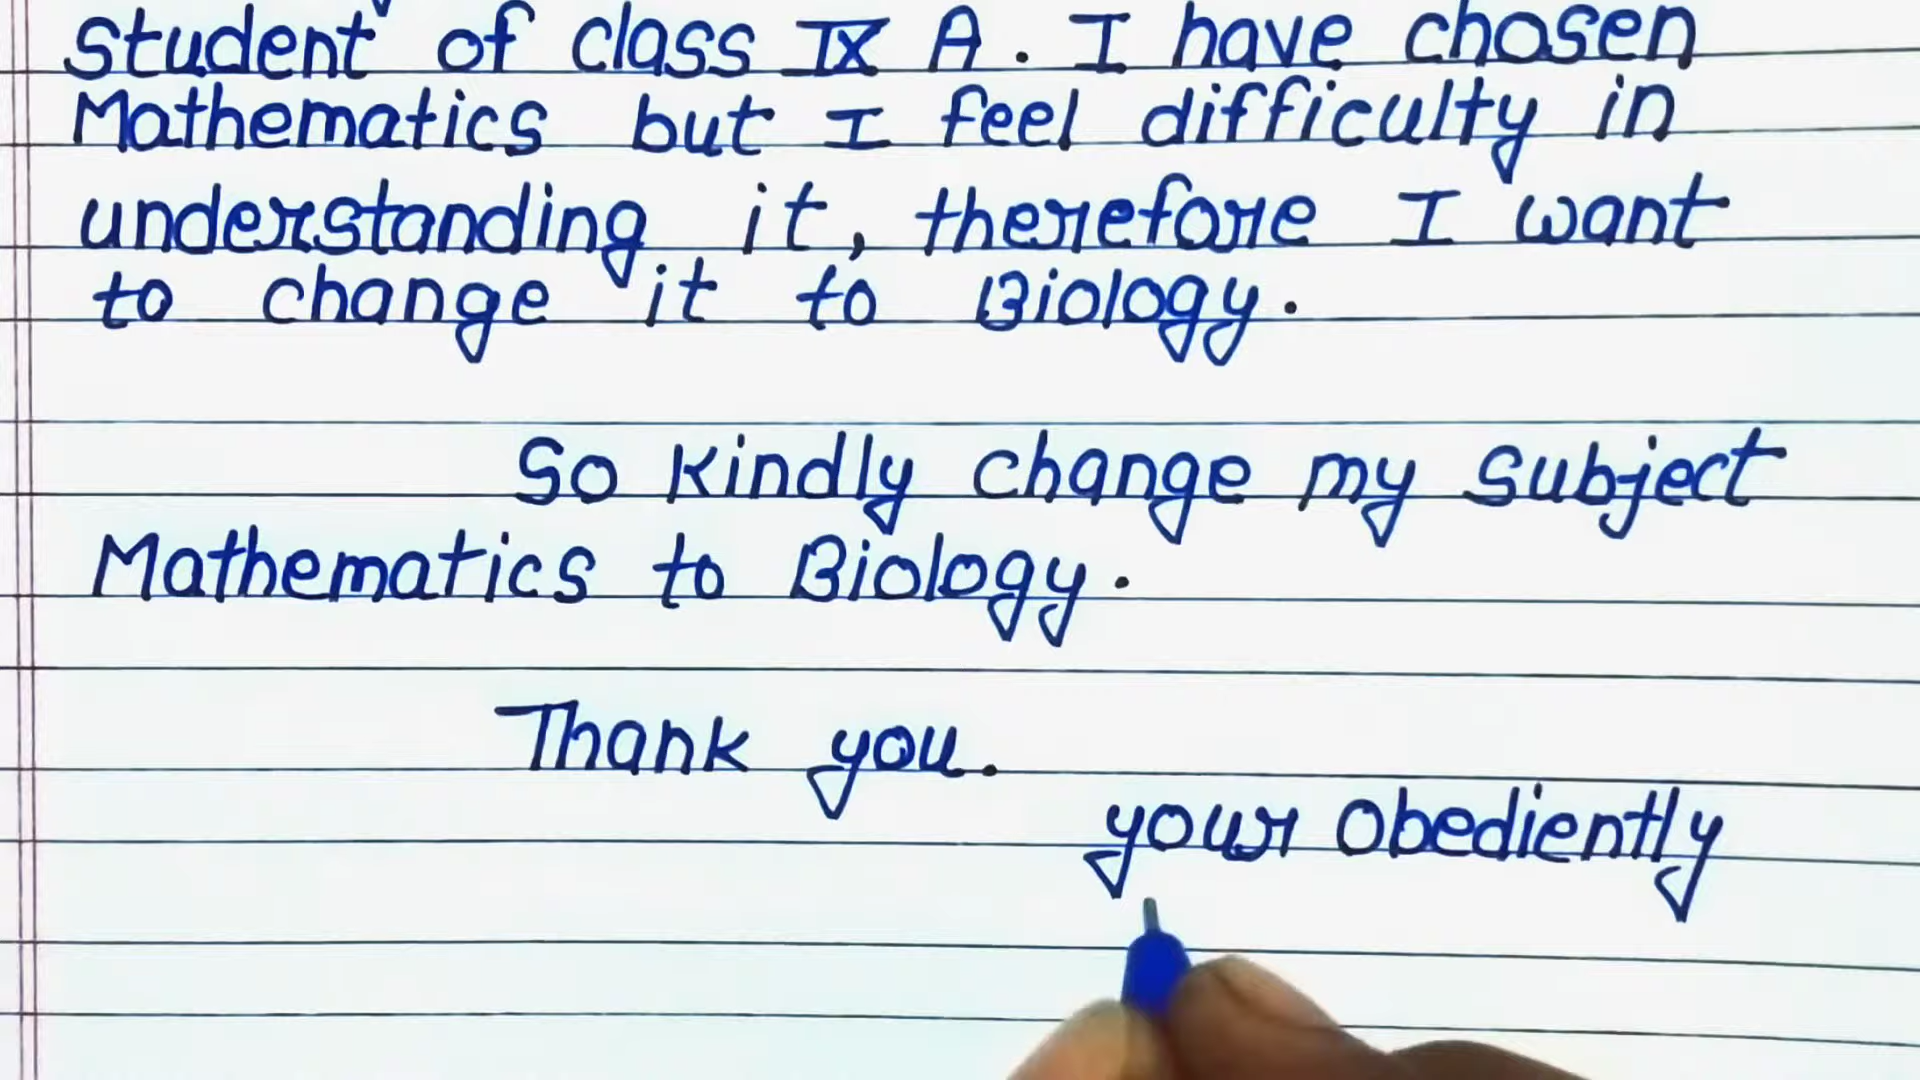 student of class IX A. I have chosen
Mathematics but I feel difficulty in
understanding it, therefore I want
to change it to Biology.
So kindly change my subject
Mathematics to Biology.
Thank you.
your obediently